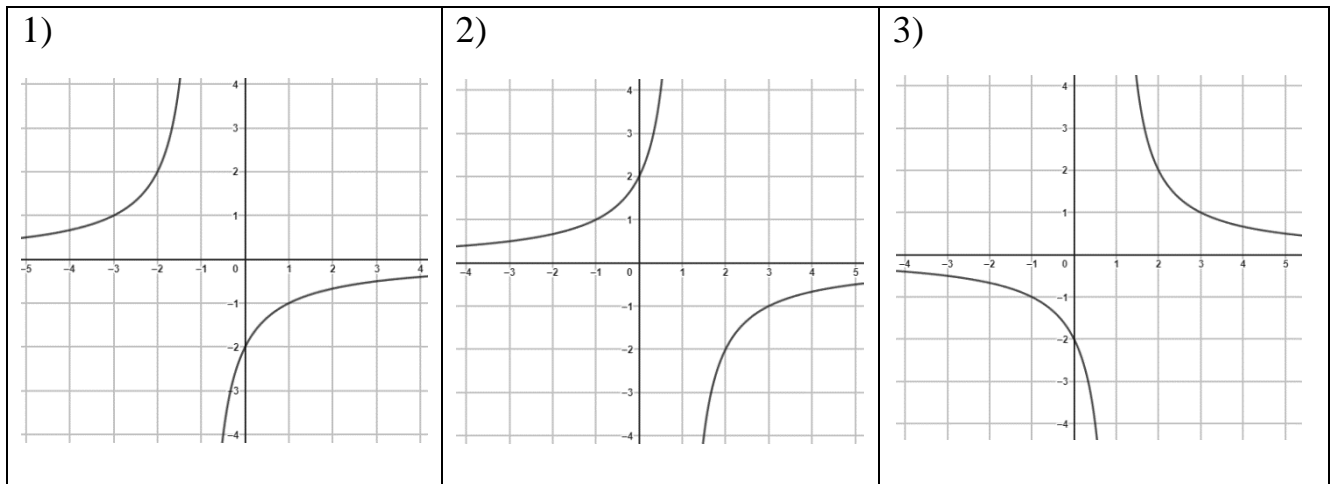 1) 2) 3)
4 4 4
3 3 3
2 2 2
1 1 1
–5 –4 –3 –2 –1 0 1 2 3 4
–4 –3 –2 –1 0 1 2 3 4 5
–4 –3 –2 –1 0 1 2 3 4 5
–1 –1 –1
–2 –2 –2
–3 –3 –3
–4 –4 –4